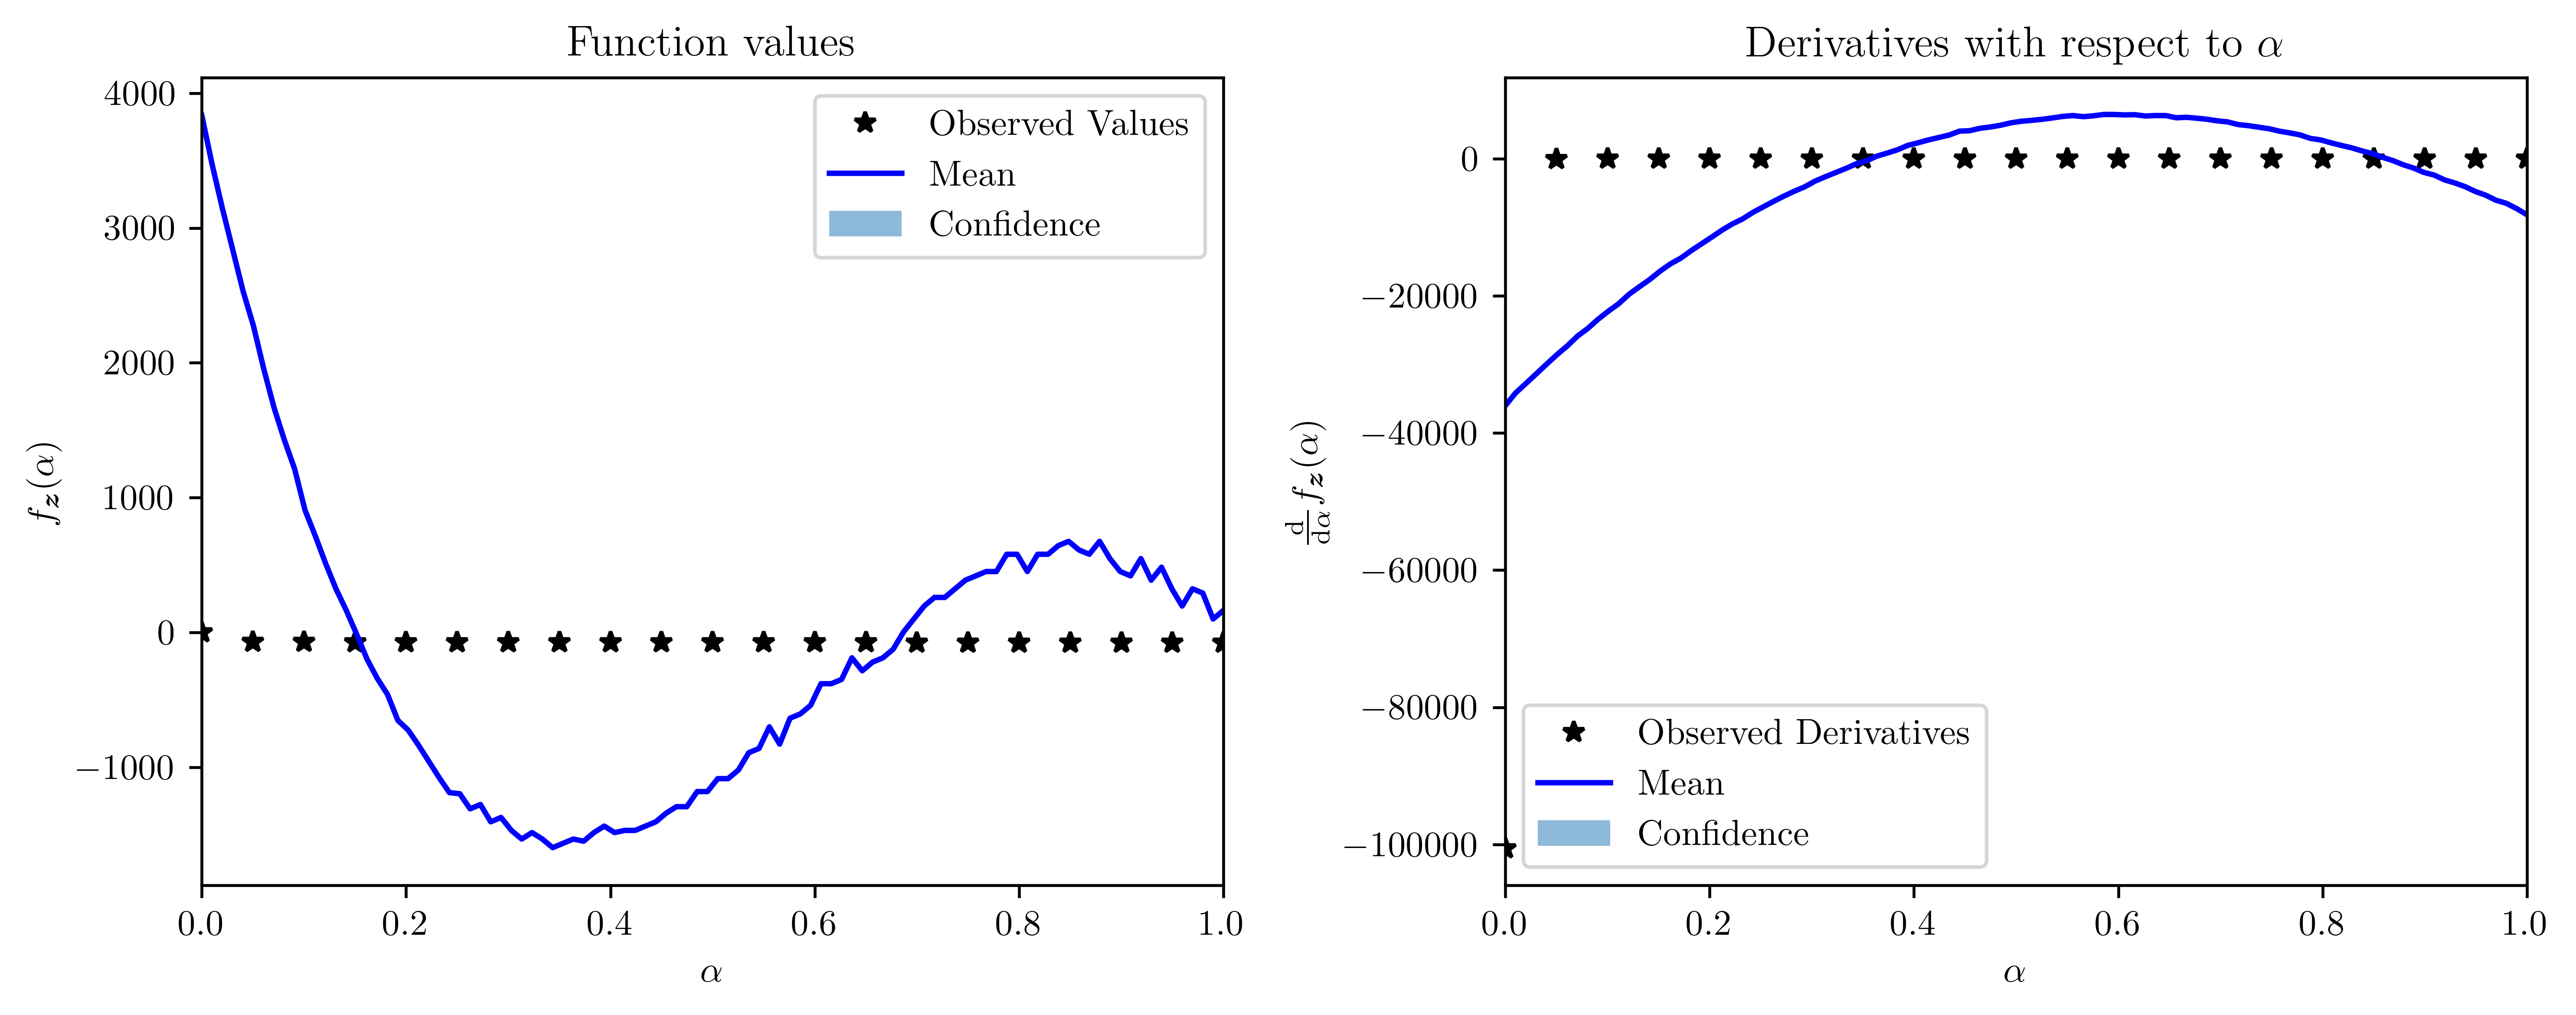 Function values
4000
3000
2000
1000
0
−1000
0.0 0.2 0.4 0.6 0.8 1.0
α
f_z(α)
Observed Values
Mean
Confidence
Derivatives with respect to α
0
−20000
−40000
−60000
−80000
−100000
0.0 0.2 0.4 0.6 0.8 1.0
α
d/dα f_z(α)
Observed Derivatives
Mean
Confidence